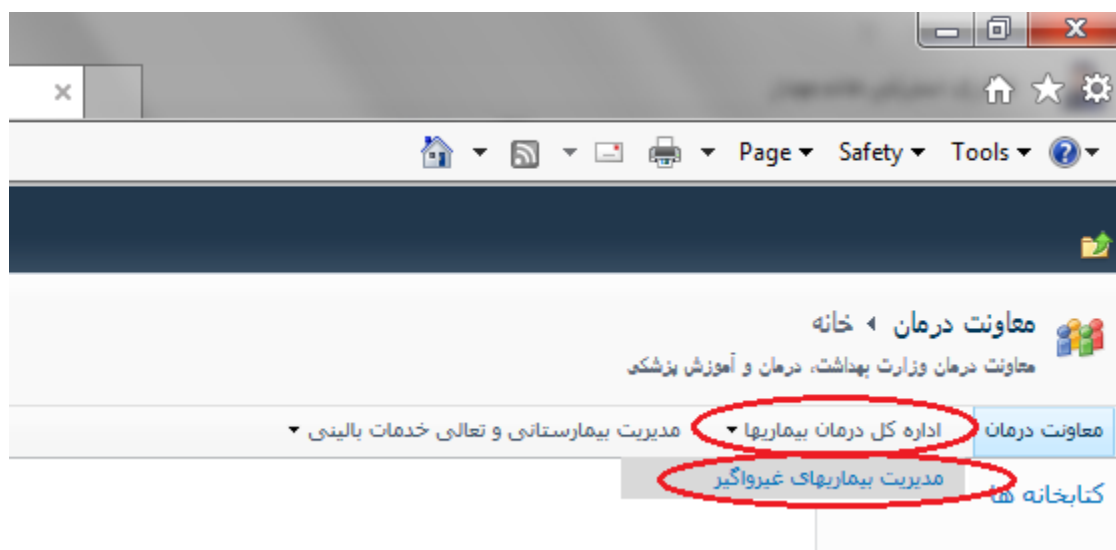 Page Safety Tools
معاونت درمان خانه
معاونت درمان وزارت بهداشت، درمان و آموزش پزشکی
معاونت درمان اداره کل درمان بیماریها مدیریت بیمارستانی و تعالی خدمات بالینی
مدیریت بیماریهای غیرواگیر
کتابخانه ها